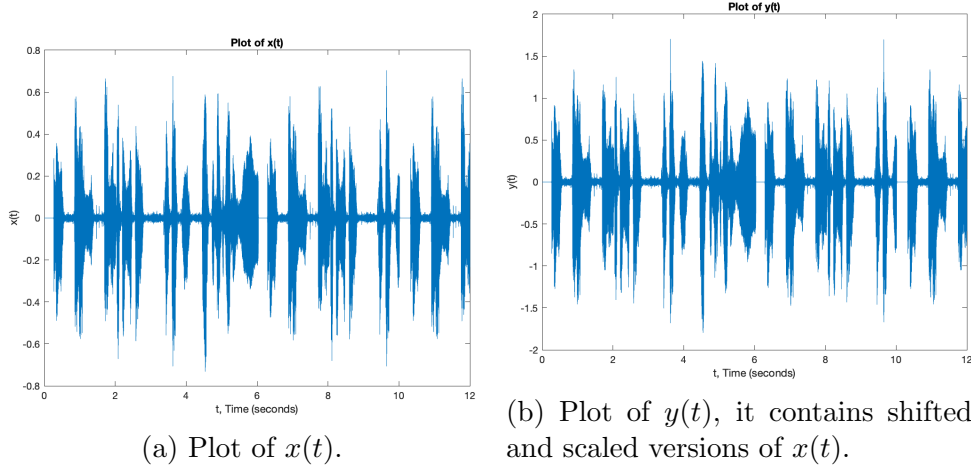 Plot of x(t)
0.8
0.6
0.4
0.2
0
-0.2
-0.4
-0.6
-0.8
x(t)
0 2 4 6 8 10 12
t, Time (seconds)
(a) Plot of x(t).
Plot of y(t)
2
1.5
1
0.5
0
-0.5
-1
-1.5
-2
y(t)
0 2 4 6 8 10 12
t, Time (seconds)
(b) Plot of y(t), it contains shifted
and scaled versions of x(t).